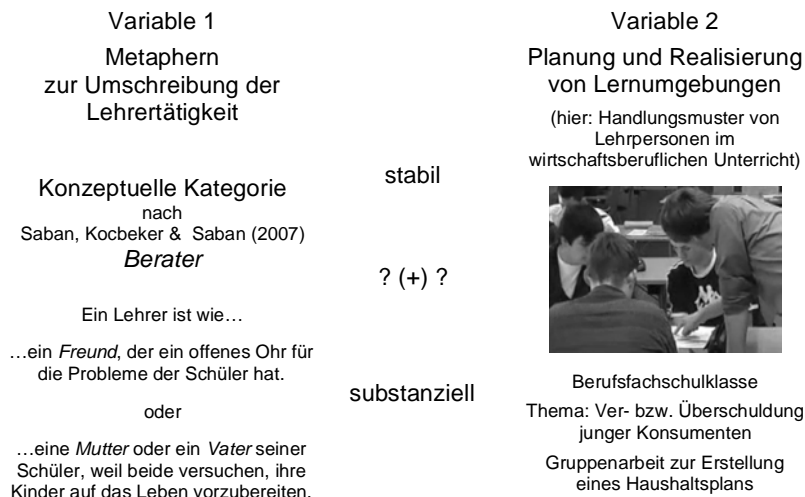 Variable 1
Metaphern
zur Umschreibung der
Lehrertätigkeit
Konzeptuelle Kategorie
nach
Saban, Kocbeker & Saban (2007)
Berater
Ein Lehrer ist wie…
…ein Freund, der ein offenes Ohr für
die Probleme der Schüler hat.
oder
…eine Mutter oder ein Vater seiner
Schüler, weil beide versuchen, ihre
Kinder auf das Leben vorzubereiten.
stabil
? (+) ?
substanziell
Variable 2
Planung und Realisierung
von Lernumgebungen
(hier: Handlungsmuster von
Lehrpersonen im
wirtschaftsberuflichen Unterricht)
Berufsfachschulklasse
Thema: Ver- bzw. Überschuldung
junger Konsumenten
Gruppenarbeit zur Erstellung
eines Haushaltsplans